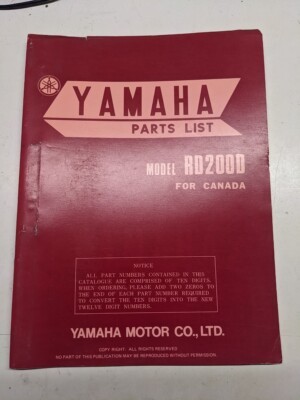 YAMAHA
PARTS LIST
MODEL RD200D
FOR CANADA
NOTICE
ALL PART NUMBERS CONTAINED IN THIS
CATALOGUE ARE COMPRISED OF TEN DIGITS.
WHEN ORDERING, PLEASE ADD TWO ZEROS TO
THE END OF EACH PART NUMBER REQUIRED
TO CONVERT THE TEN DIGITS INTO THE NEW
TWELVE DIGIT NUMBERS.
YAMAHA MOTOR CO., LTD.
COPY RIGHT. ALL RIGHTS RESERVED
NO PART OF THIS PUBLICATION MAY BE REPRODUCED WITHOUT PERMISSION.